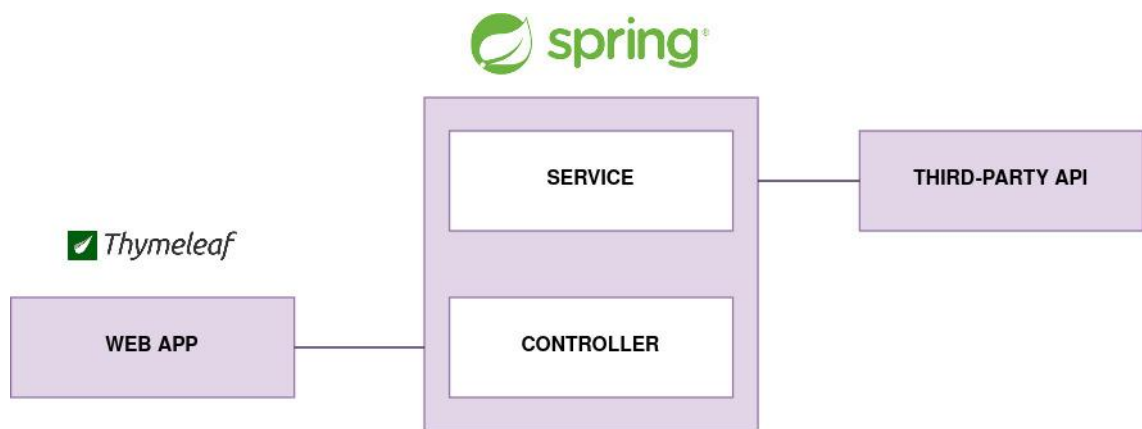 spring®
SERVICE
THIRD-PARTY API
Thymeleaf
WEB APP
CONTROLLER